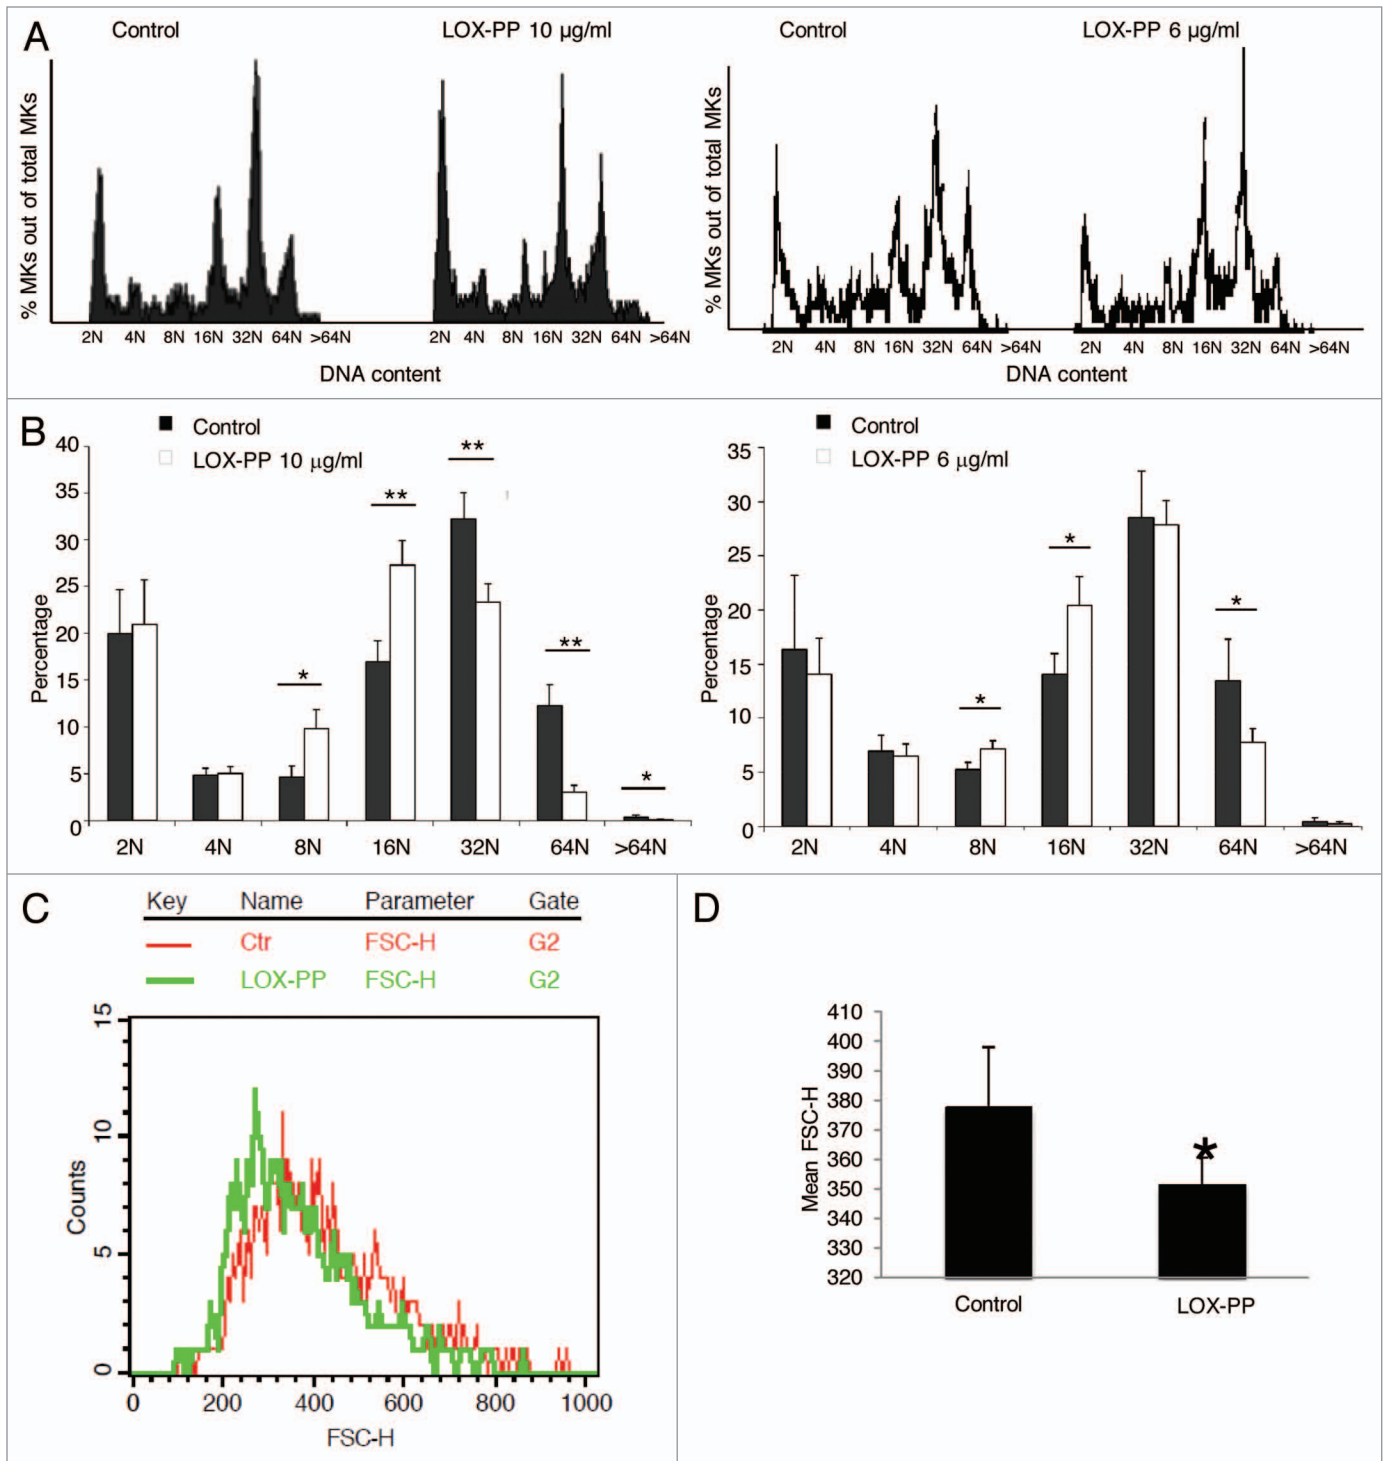 A
Control
LOX-PP 10 µg/ml
Control
LOX-PP 6 µg/ml
% MKs out of total MKs
2N 4N 8N 16N 32N 64N >64N
2N 4N 8N 16N 32N 64N >64N
DNA content
% MKs out of total MKs
2N 4N 8N 16N 32N 64N >64N
2N 4N 8N 16N 32N 64N >64N
DNA content
B
Control
LOX-PP 10 µg/ml
Percentage
40
35
30
25
20
15
10
5
0
*
**
**
**
*
2N 4N 8N 16N 32N 64N >64N
Control
LOX-PP 6 µg/ml
Percentage
35
30
25
20
15
10
5
0
*
*
*
2N 4N 8N 16N 32N 64N >64N
C
Key Name Parameter Gate
Ctr FSC-H G2
LOX-PP FSC-H G2
Counts
15
10
5
0
0 200 400 600 800 1000
FSC-H
D
Mean FSC-H
410
400
390
380
370
360
350
340
330
320
*
Control LOX-PP